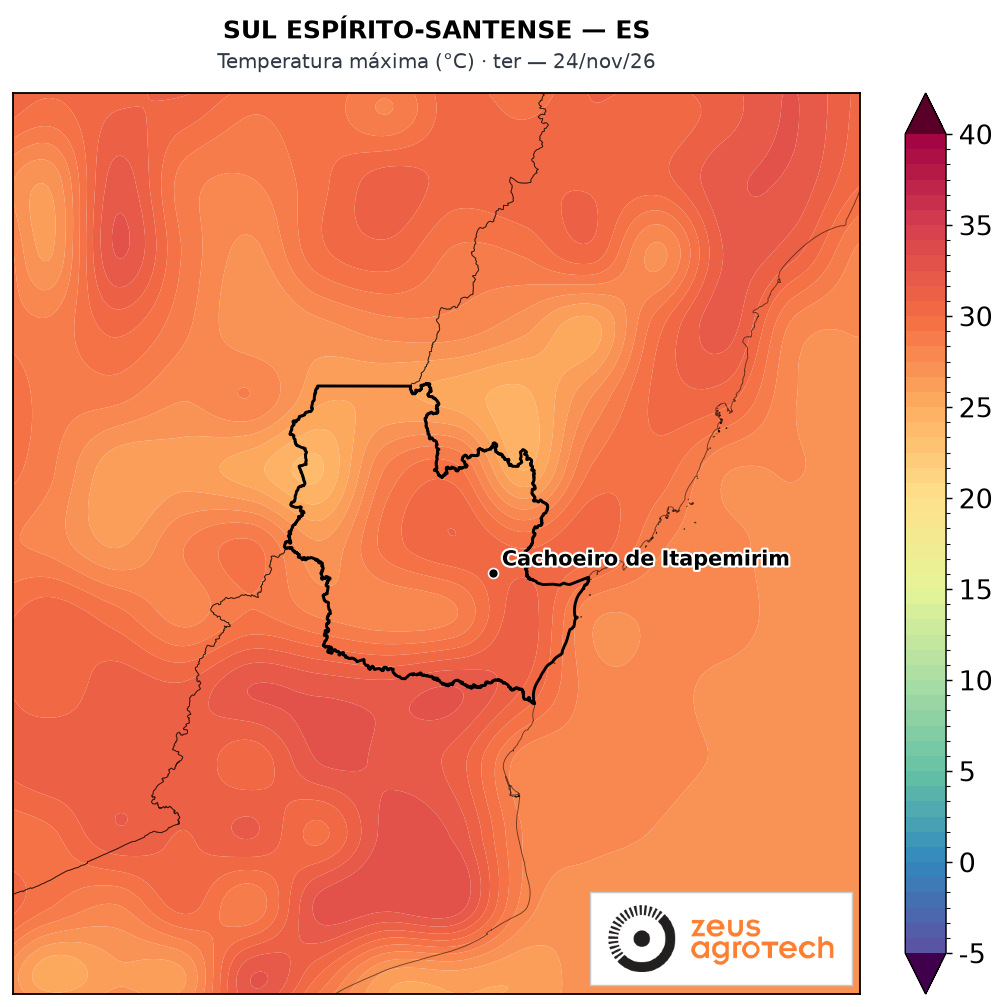 SUL ESPÍRITO-SANTENSE — ES
Temperatura máxima (°C) · ter — 24/nov/26
40
35
30
25
20
15
10
5
0
-5
Cachoeiro de Itapemirim
zeus
agrotech